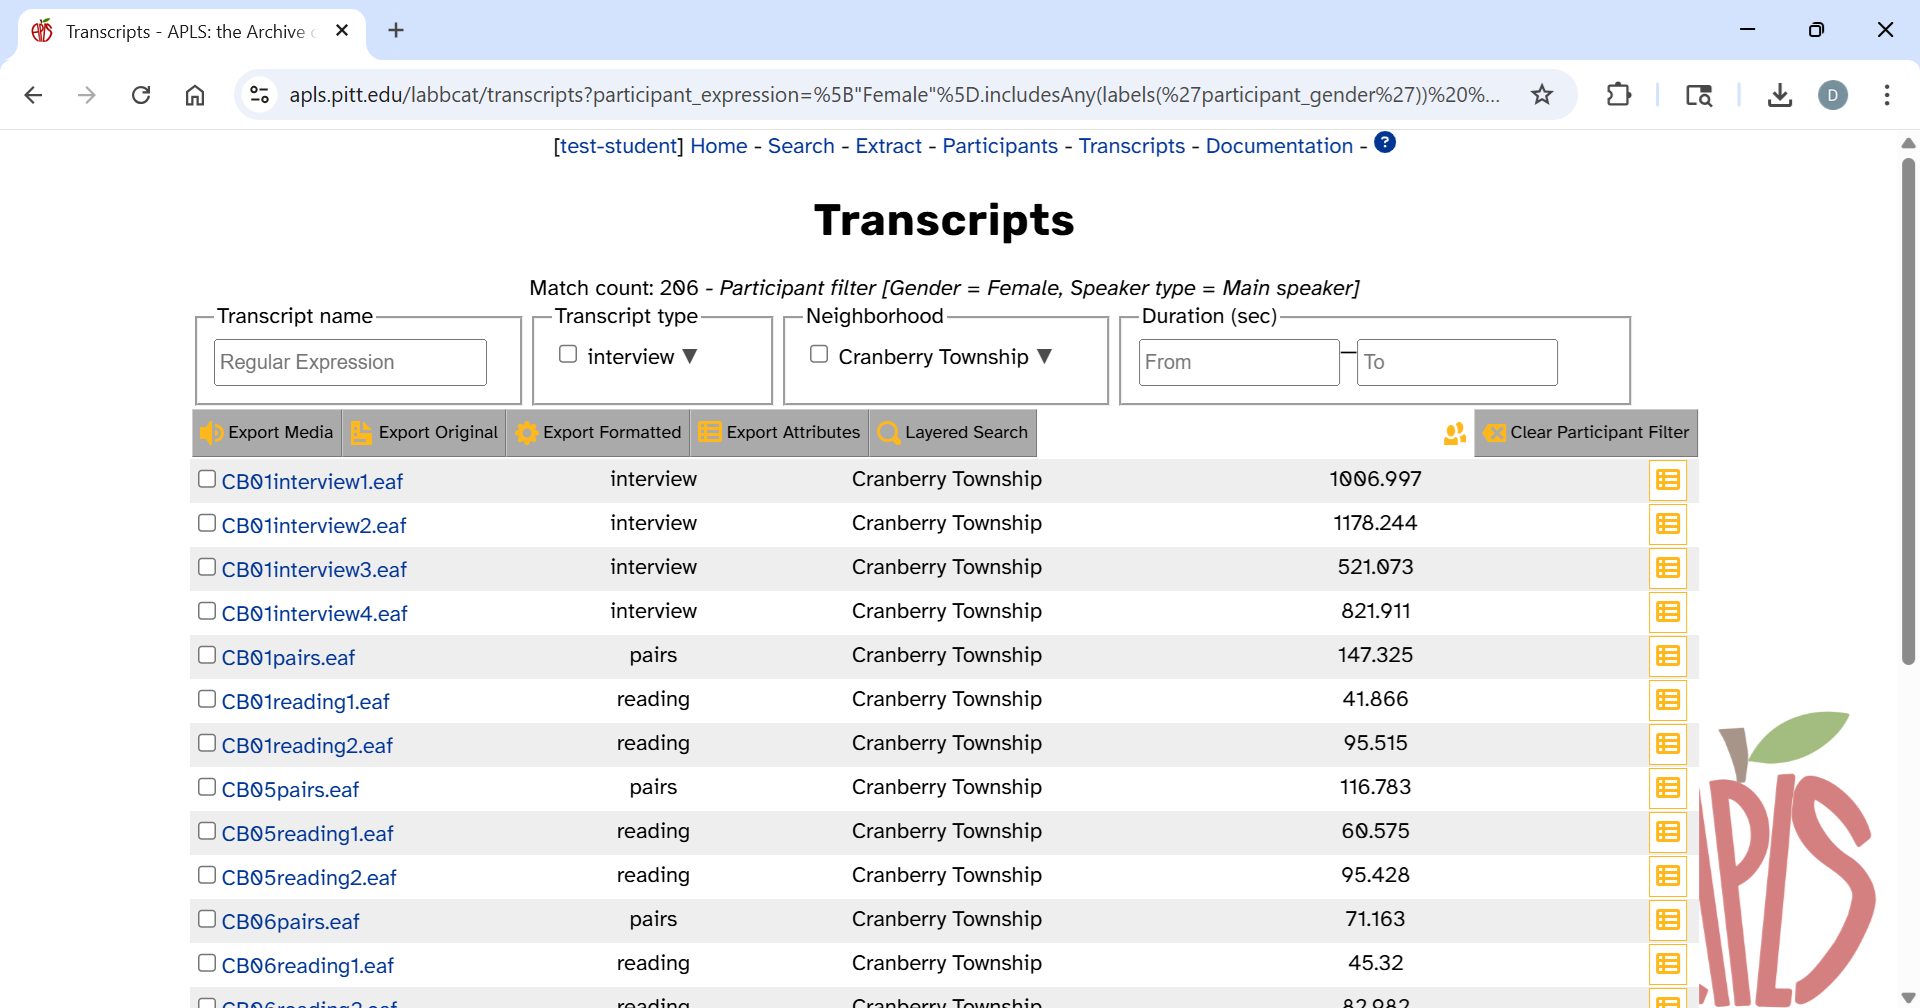 Transcripts - APLS: the Archive
apls.pitt.edu/labbcat/transcripts?participant_expression=%5B"Female"%5D.includesAny(labels(%27participant_gender%27))%20%...
D
[test-student] Home - Search - Extract - Participants - Transcripts - Documentation - ?
Transcripts
Match count: 206 - Participant filter [Gender = Female, Speaker type = Main speaker]
Transcript name Transcript type Neighborhood Duration (sec)
Regular Expression interview ▼ Cranberry Township ▼ From – To
Export Media Export Original Export Formatted Export Attributes Layered Search Clear Participant Filter
CB01interview1.eaf interview Cranberry Township 1006.997
CB01interview2.eaf interview Cranberry Township 1178.244
CB01interview3.eaf interview Cranberry Township 521.073
CB01interview4.eaf interview Cranberry Township 821.911
CB01pairs.eaf pairs Cranberry Township 147.325
CB01reading1.eaf reading Cranberry Township 41.866
CB01reading2.eaf reading Cranberry Township 95.515
CB05pairs.eaf pairs Cranberry Township 116.783
CB05reading1.eaf reading Cranberry Township 60.575
CB05reading2.eaf reading Cranberry Township 95.428
CB06pairs.eaf pairs Cranberry Township 71.163
CB06reading1.eaf reading Cranberry Township 45.32
CB06reading2.eaf reading Cranberry Township 82.982
APLS